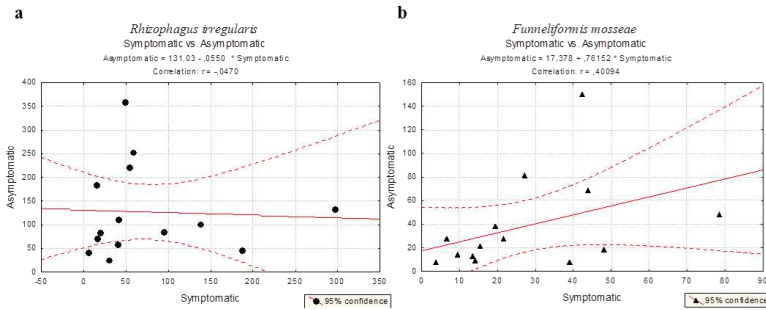 a
Rhizophagus irregularis
Symptomatic vs. Asymptomatic
Asymptomatic = 131,03 - ,0550 * Symptomatic
Correlation: r = -,0470
400
350
300
250
200
150
100
50
0
Asymptomatic
-50 0 50 100 150 200 250 300 350
Symptomatic
95% confidence
b
Funneliformis mosseae
Symptomatic vs. Asymptomatic
Asymptomatic = 17,378 + ,76152 * Symptomatic
Correlation: r = ,40094
160
140
120
100
80
60
40
20
0
Asymptomatic
0 10 20 30 40 50 60 70 80 90
Symptomatic
95% confidence